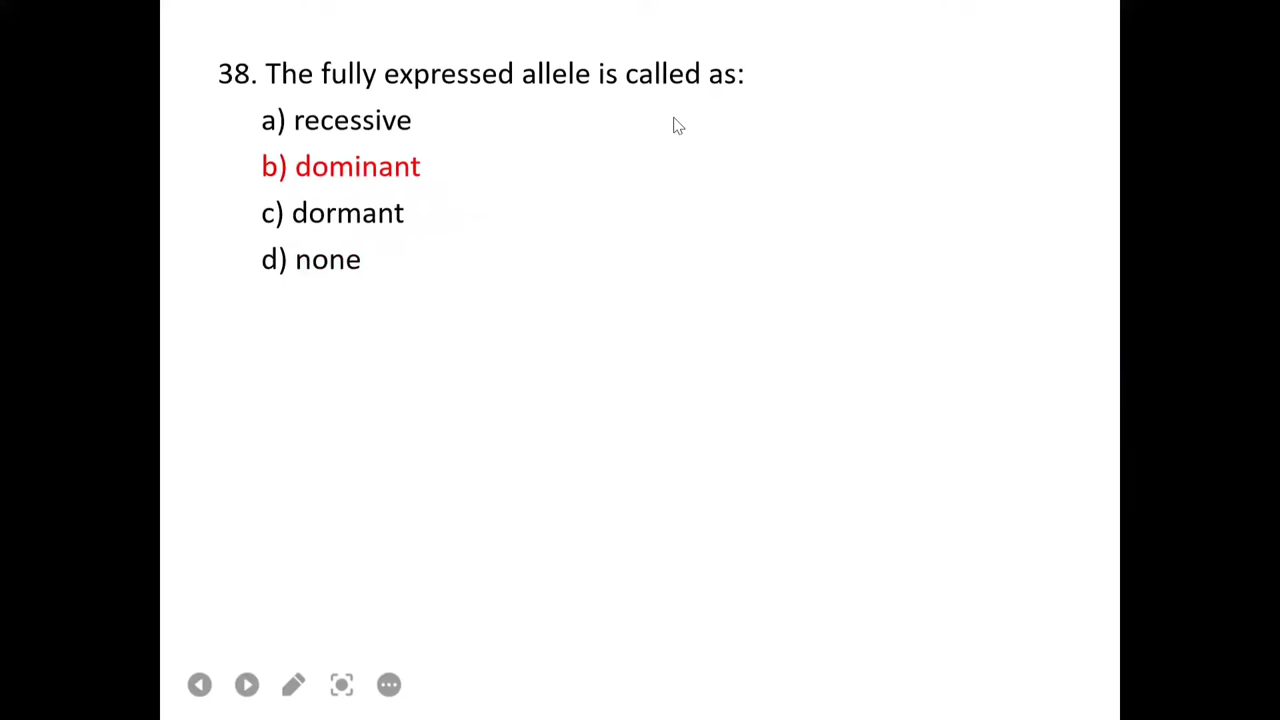 38. The fully expressed allele is called as:
a) recessive
b) dominant
c) dormant
d) none